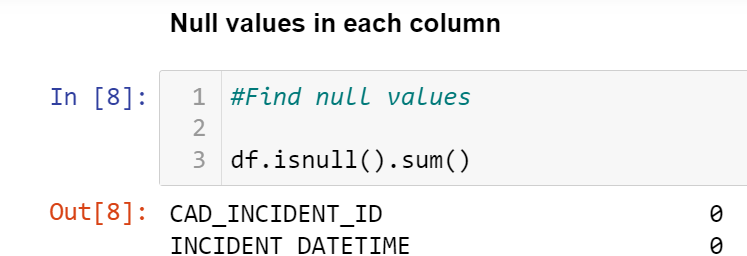 Null values in each column
In [8]: 1 #Find null values
2
3 df.isnull().sum()
Out[8]: CAD_INCIDENT_ID 0
INCIDENT DATETIME 0